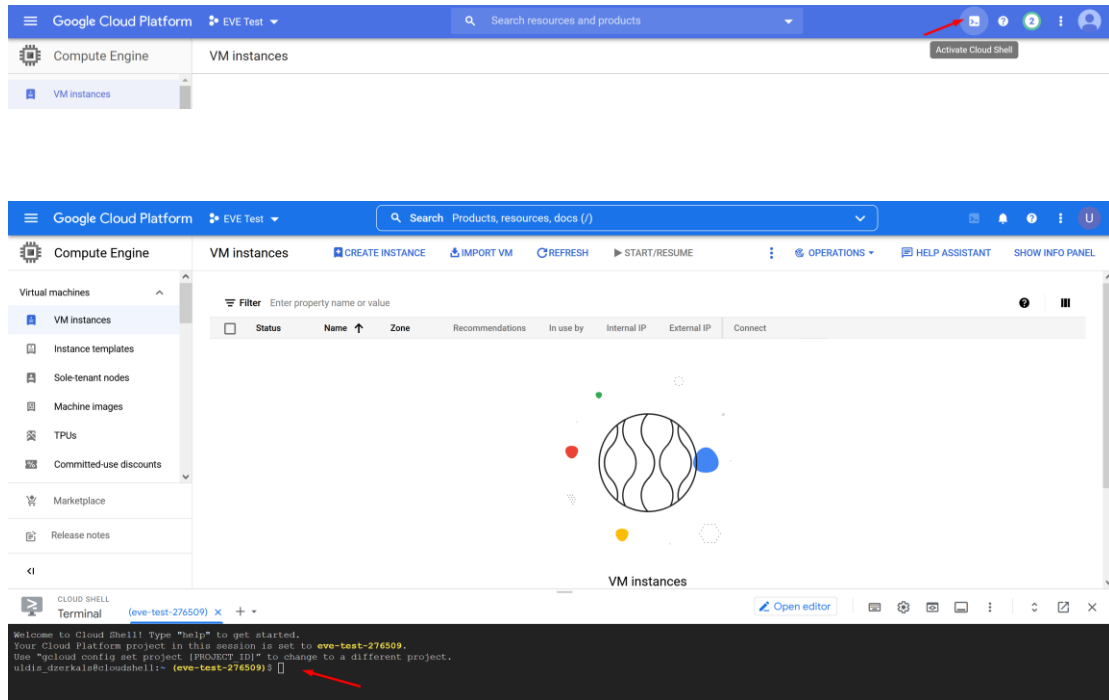 Google Cloud Platform EVE Test Search resources and products 2
Compute Engine VM instances Activate Cloud Shell
VM instances
Google Cloud Platform EVE Test Search Products, resources, docs (/) U
Compute Engine VM instances CREATE INSTANCE IMPORT VM REFRESH START/RESUME OPERATIONS HELP ASSISTANT SHOW INFO PANEL
Virtual machines
Filter Enter property name or value
VM instances
Status Name Zone Recommendations In use by Internal IP External IP Connect
Instance templates
Sole-tenant nodes
Machine images
TPUs
Committed-use discounts
Marketplace
Release notes
VM instances
CLOUD SHELL
Terminal (eve-test-276509) Open editor
Welcome to Cloud Shell! Type "help" to get started.
Your Cloud Platform project in this session is set to eve-test-276509.
Use "gcloud config set project [PROJECT_ID]" to change to a different project.
uldis_dzerkals@cloudshell:~ (eve-test-276509)$